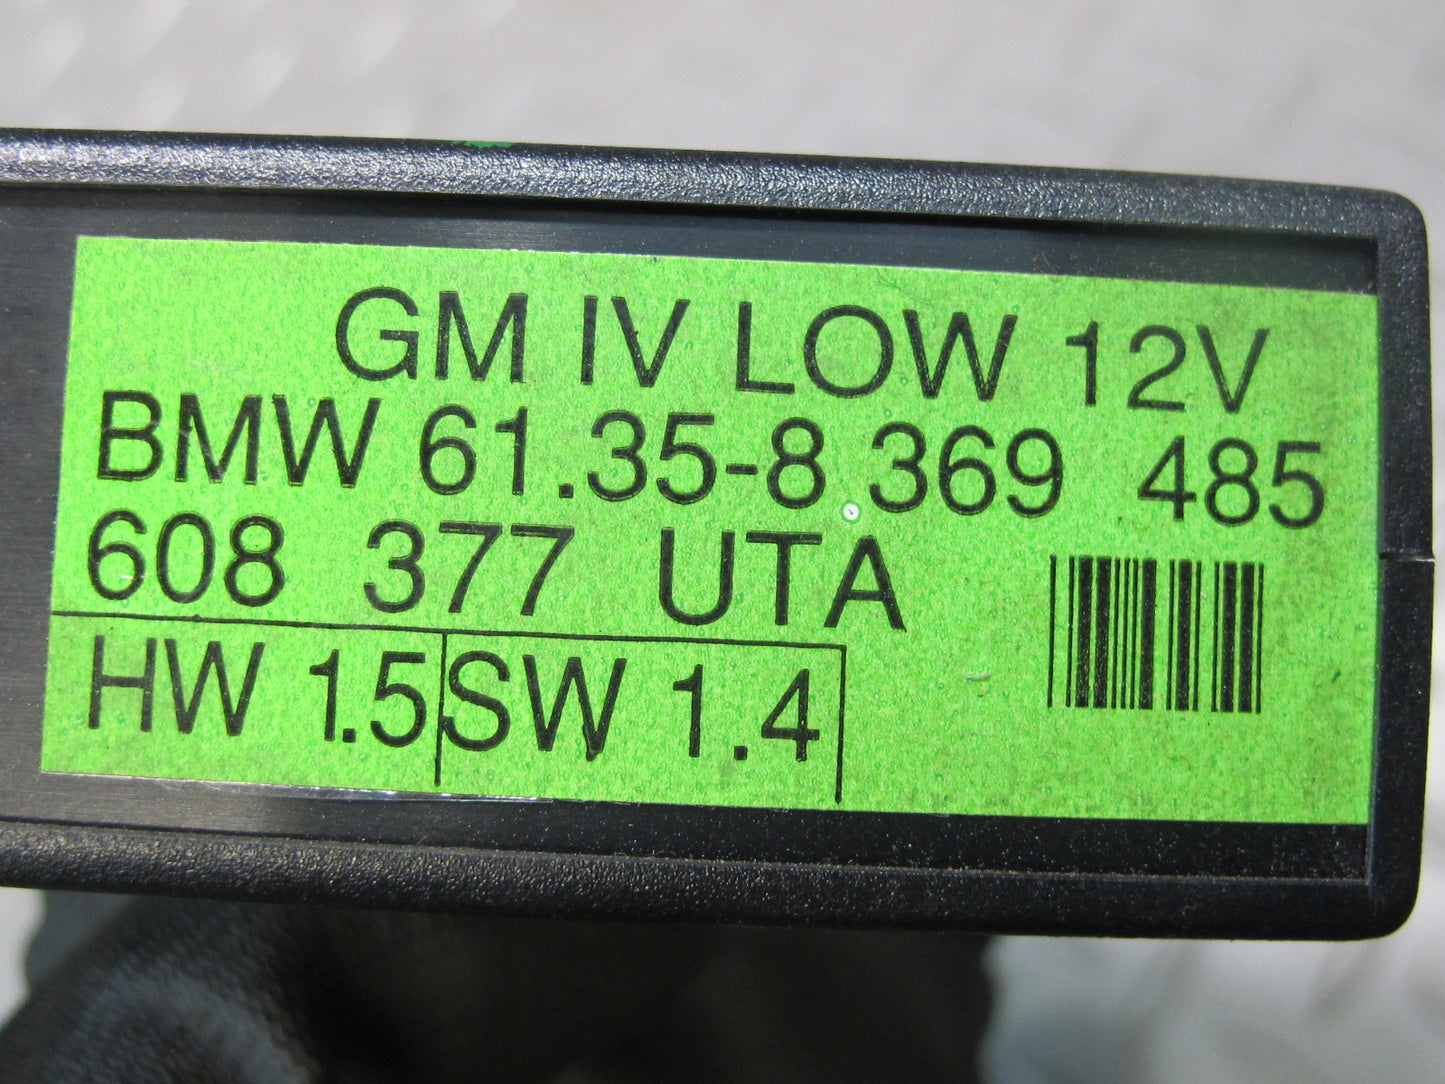 GM IV LOW 12V
BMW 61.35-8 369 485
608 377 UTA
HW 1.5 SW 1.4